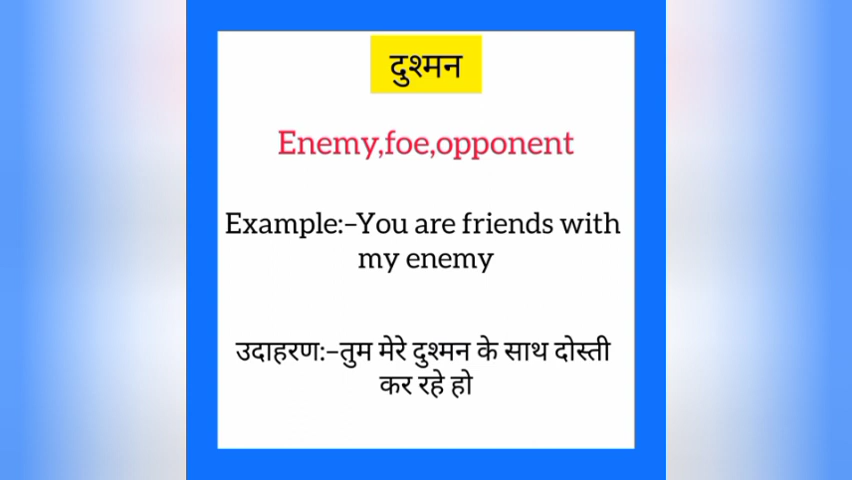 दुश्मन
Enemy,foe,opponent
Example:–You are friends with
my enemy
उदाहरण:–तुम मेरे दुश्मन के साथ दोस्ती
कर रहे हो